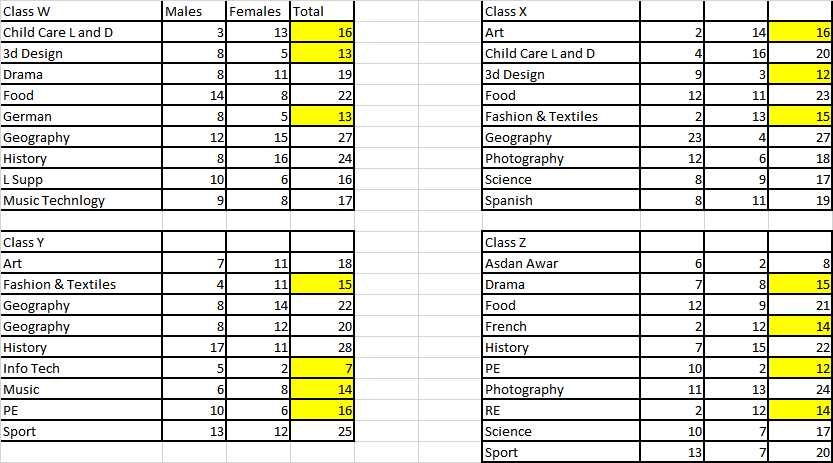 Class W Males Females Total
Child Care L and D 3 13 16
3d Design 8 5 13
Drama 8 11 19
Food 14 8 22
German 8 5 13
Geography 12 15 27
History 8 16 24
L Supp 10 6 16
Music Technlogy 9 8 17
Class X
Art 2 14 16
Child Care L and D 4 16 20
3d Design 9 3 12
Food 12 11 23
Fashion & Textiles 2 13 15
Geography 23 4 27
Photography 12 6 18
Science 8 9 17
Spanish 8 11 19
Class Y
Art 7 11 18
Fashion & Textiles 4 11 15
Geography 8 14 22
Geography 8 12 20
History 17 11 28
Info Tech 5 2 7
Music 6 8 14
PE 10 6 16
Sport 13 12 25
Class Z
Asdan Awar 6 2 8
Drama 7 8 15
Food 12 9 21
French 2 12 14
History 7 15 22
PE 10 2 12
Photography 11 13 24
RE 2 12 14
Science 10 7 17
Sport 13 7 20